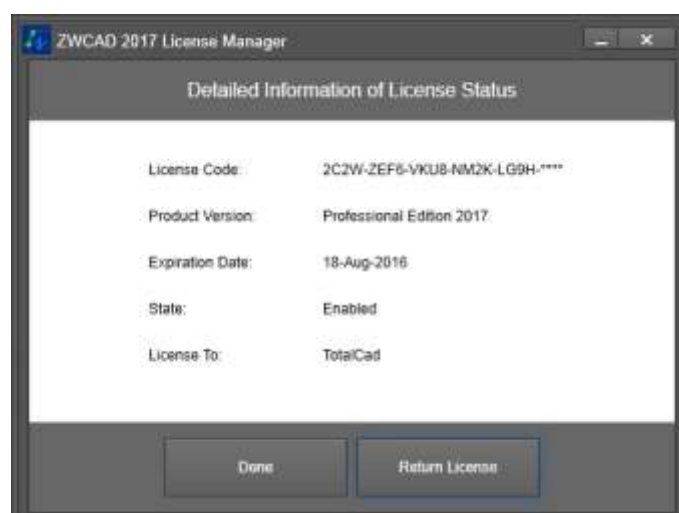 ZWCAD 2017 License Manager
Detailed Information of License Status
License Code: 2C2W-ZEF6-VKU8-NM2K-LG9H-****
Product Version: Professional Edition 2017
Expiration Date: 18-Aug-2016
State: Enabled
License To: TotalCad
Done Return License